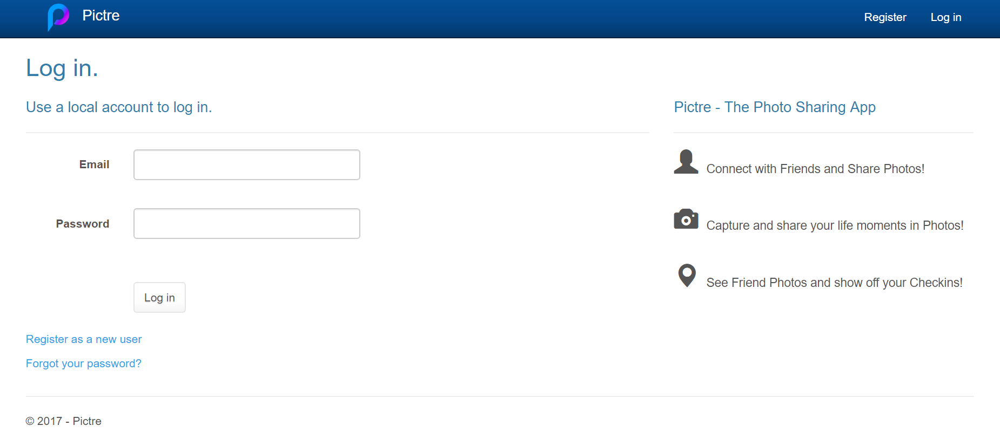 Pictre
Register
Log in
Log in.
Use a local account to log in.
Email
Password
Log in
Register as a new user
Forgot your password?
Pictre - The Photo Sharing App
Connect with Friends and Share Photos!
Capture and share your life moments in Photos!
See Friend Photos and show off your Checkins!
© 2017 - Pictre